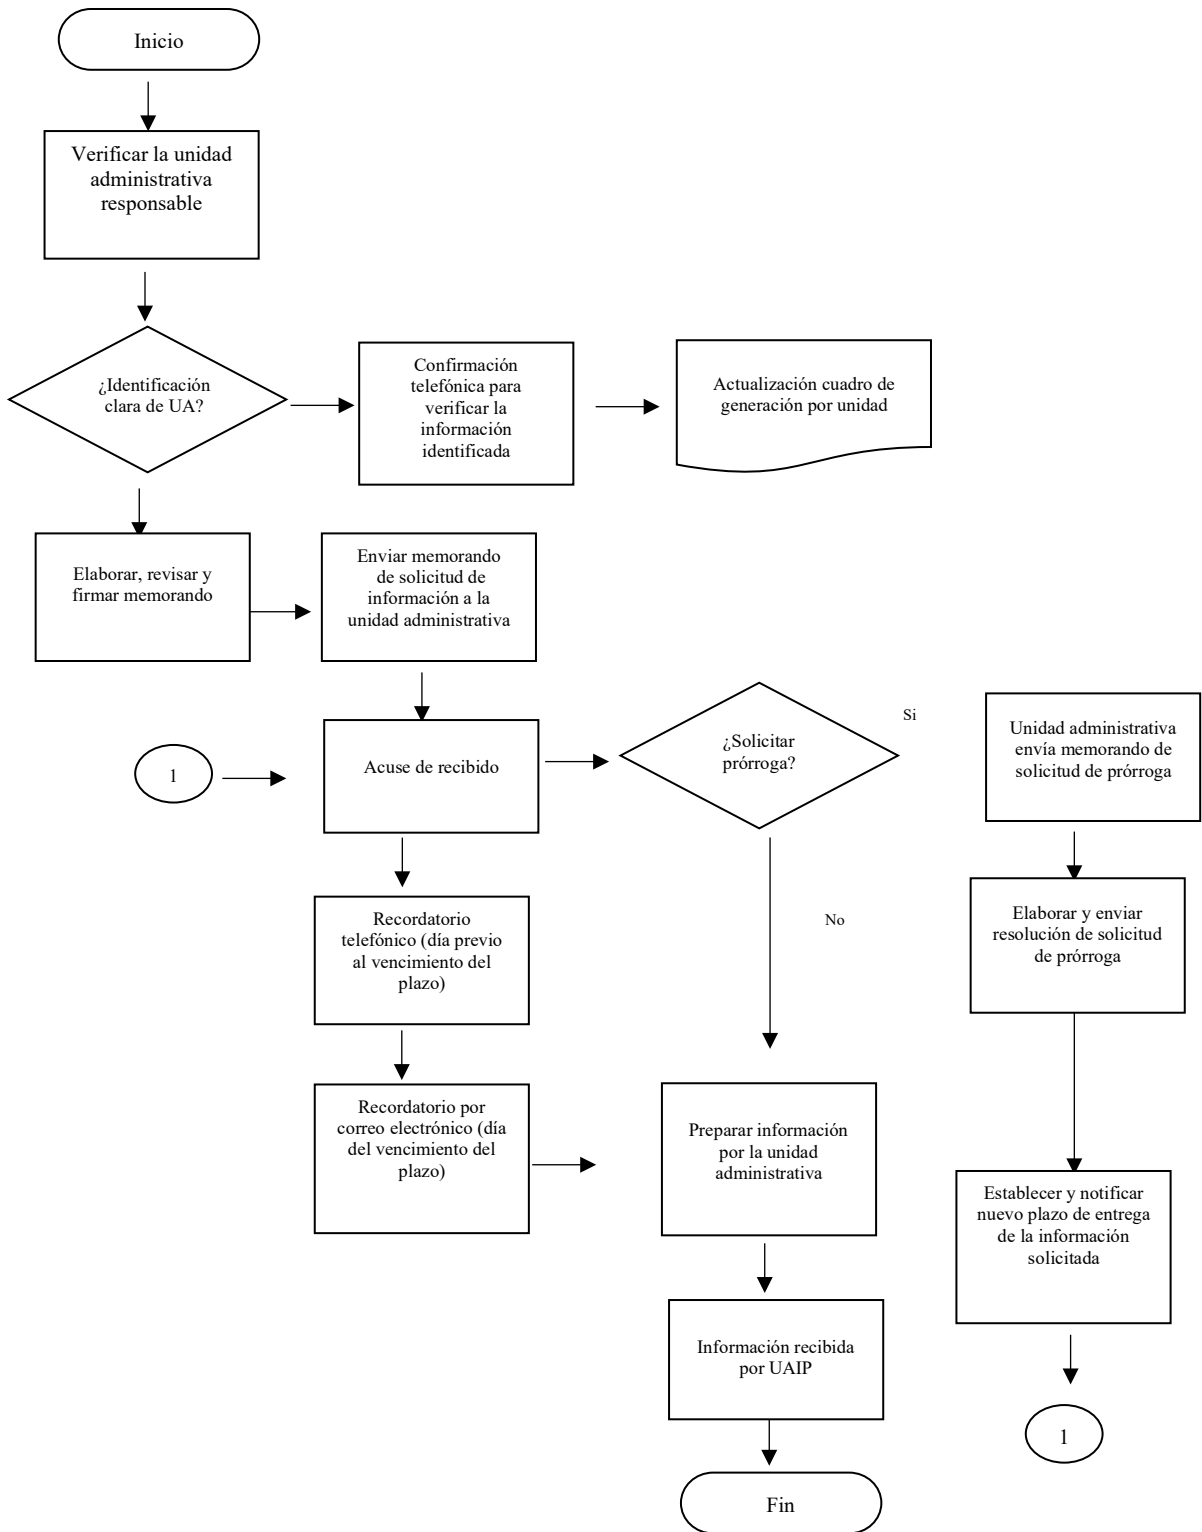 Inicio
Verificar la unidad
administrativa
responsable
¿Identificación
clara de UA?
Confirmación
telefónica para
verificar la
información
identificada
Actualización cuadro de
generación por unidad
Elaborar, revisar y
firmar memorando
Enviar memorando
de solicitud de
información a la
unidad administrativa
1
Acuse de recibido
¿Solicitar
prórroga?
Si
Unidad administrativa
envía memorando de
solicitud de prórroga
Recordatorio
telefónico (día previo
al vencimiento del
plazo)
No
Elaborar y enviar
resolución de solicitud
de prórroga
Recordatorio por
correo electrónico (día
del vencimiento del
plazo)
Preparar información
por la unidad
administrativa
Establecer y notificar
nuevo plazo de entrega
de la información
solicitada
Información recibida
por UAIP
1
Fin